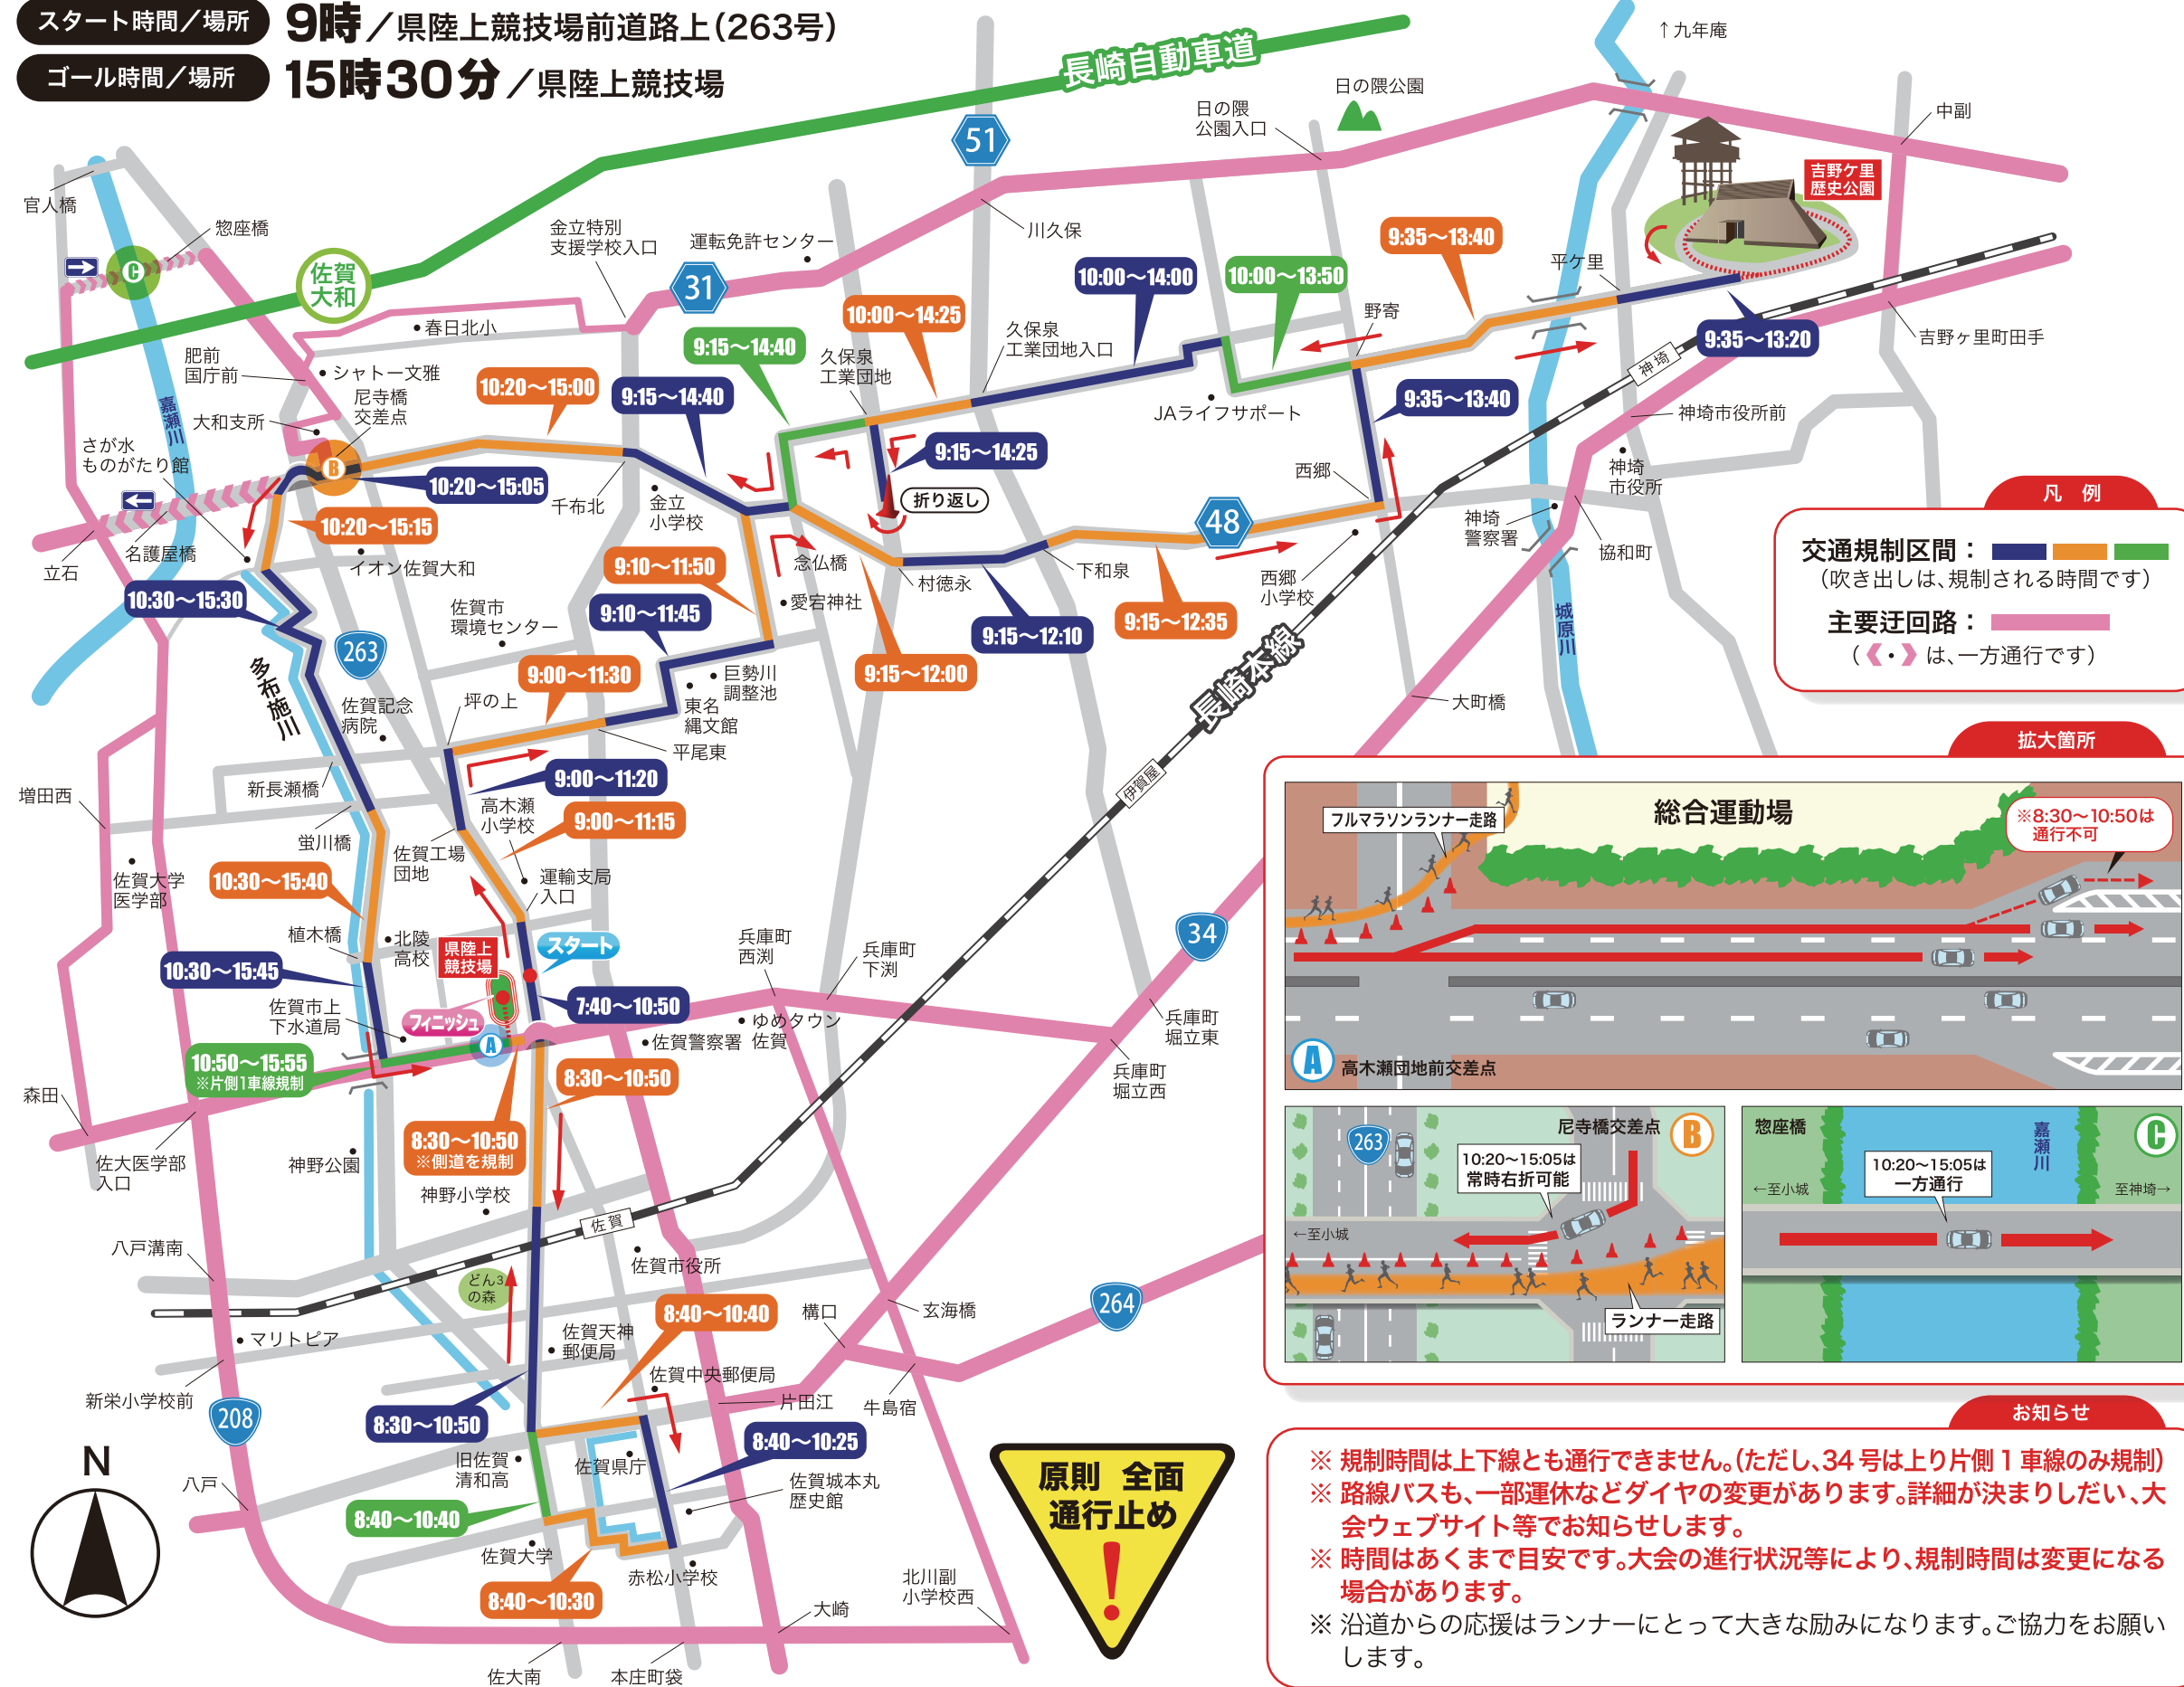 スタート時間／場所
9時／県陸上競技場前道路上（263号）
ゴール時間／場所
15時30分／県陸上競技場
長崎自動車道
↑九年庵
日の隈公園
日の隈
公園入口
51
中副
吉野ケ里
歴史公園
官人橋
惣座橋
C
佐賀
大和
金立特別
支援学校入口
運転免許センター
31
川久保
9:35〜13:40
平ケ里
10:00〜14:00
10:00〜13:50
野寄
9:35〜13:20
吉野ヶ里町田手
神埼
春日北小
肥前
国庁前
シャトー文雅
尼寺橋
交差点
大和支所
嘉瀬川
さが水
ものがたり館
10:20〜15:00
9:15〜14:40
9:15〜14:40
久保泉
工業団地
10:00〜14:25
久保泉
工業団地入口
JAライフサポート
9:35〜13:40
神埼市役所前
B
10:20〜15:05
千布北
金立
小学校
9:15〜14:25
折り返し
西郷
48
神埼
市役所
神埼
警察署
協和町
凡　例
交通規制区間：
（吹き出しは、規制される時間です）
主要迂回路：
（ ・ は、一方通行です）
10:20〜15:15
名護屋橋
立石
イオン佐賀大和
10:30〜15:30
9:10〜11:50
念仏橋
村徳永
下和泉
西郷
小学校
愛宕神社
佐賀市
環境センター
9:10〜11:45
9:15〜12:10
9:15〜12:35
城原川
263
多布施川
9:00〜11:30
巨勢川
調整池
東名
縄文館
9:15〜12:00
長崎本線
大町橋
佐賀記念
病院
坪の上
平尾東
新長瀬橋
9:00〜11:20
伊賀屋
増田西
蛍川橋
高木瀬
小学校
9:00〜11:15
佐賀工場
団地
佐賀大学
医学部
10:30〜15:40
運輸支局
入口
植木橋
北陵
高校
県陸上
競技場
スタート
兵庫町
西渕
兵庫町
下渕
34
10:30〜15:45
佐賀市上
下水道局
フィニッシュ
7:40〜10:50
A
佐賀警察署
ゆめタウン
佐賀
兵庫町
堀立東
兵庫町
堀立西
10:50〜15:55
※片側1車線規制
8:30〜10:50
森田
8:30〜10:50
※側道を規制
佐大医学部
入口
神野公園
神野小学校
佐賀
佐賀市役所
八戸溝南
どん3
の森
マリトピア
佐賀天神
郵便局
8:40〜10:40
構口
玄海橋
264
佐賀中央郵便局
片田江
牛島宿
新栄小学校前
208
8:30〜10:50
8:40〜10:25
N
旧佐賀
清和高
佐賀県庁
佐賀城本丸
歴史館
八戸
8:40〜10:40
佐賀大学
赤松小学校
8:40〜10:30
北川副
小学校西
大崎
佐大南
本庄町袋
原則 全面
通行止め
!
拡大箇所
フルマラソンランナー走路
総合運動場
※8:30〜10:50は
通行不可
A
高木瀬団地前交差点
263
尼寺橋交差点
B
10:20〜15:05は
常時右折可能
←至小城
ランナー走路
惣座橋
嘉瀬川
C
10:20〜15:05は
一方通行
←至小城
至神埼→
お知らせ
※ 規制時間は上下線とも通行できません。（ただし、34号は上り片側1車線のみ規制）
※ 路線バスも、一部運休などダイヤの変更があります。詳細が決まりしだい、大
会ウェブサイト等でお知らせします。
※ 時間はあくまで目安です。大会の進行状況等により、規制時間は変更になる
場合があります。
※ 沿道からの応援はランナーにとって大きな励みになります。ご協力をお願い
します。